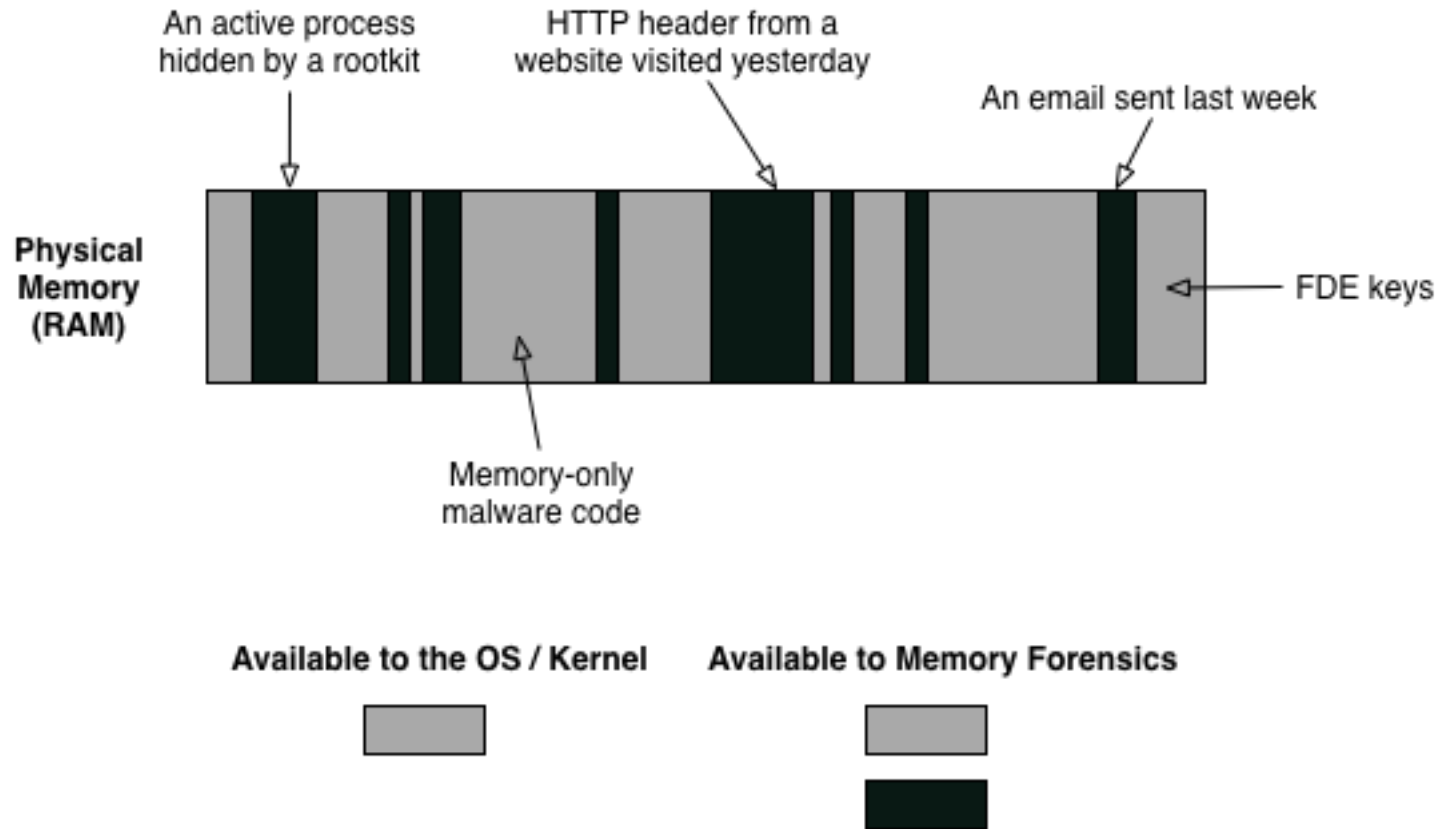 An active process
hidden by a rootkit
HTTP header from a
website visited yesterday
An email sent last week
Physical
Memory
(RAM)
FDE keys
Memory-only
malware code
Available to the OS / Kernel
Available to Memory Forensics